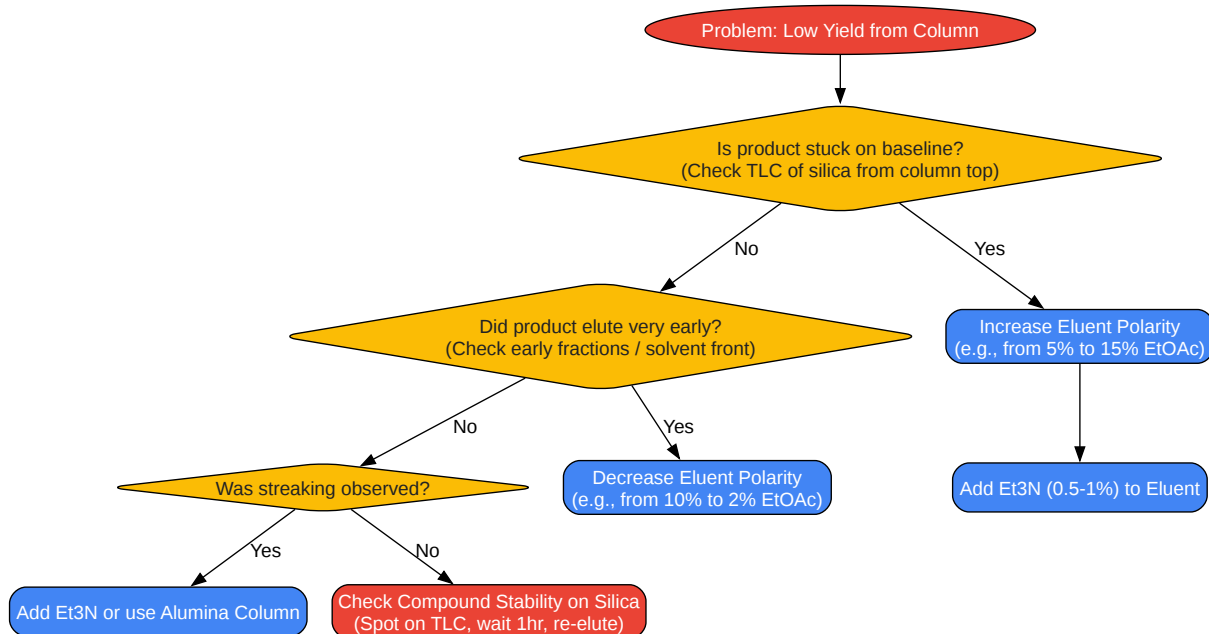 Problem: Low Yield from Column
Is product stuck on baseline?
(Check TLC of silica from column top)
No
Yes
Did product elute very early?
(Check early fractions / solvent front)
Increase Eluent Polarity
(e.g., from 5% to 15% EtOAc)
No
Yes
Was streaking observed?
Decrease Eluent Polarity
(e.g., from 10% to 2% EtOAc)
Add Et3N (0.5-1%) to Eluent
Yes
No
Add Et3N or use Alumina Column
Check Compound Stability on Silica
(Spot on TLC, wait 1hr, re-elute)